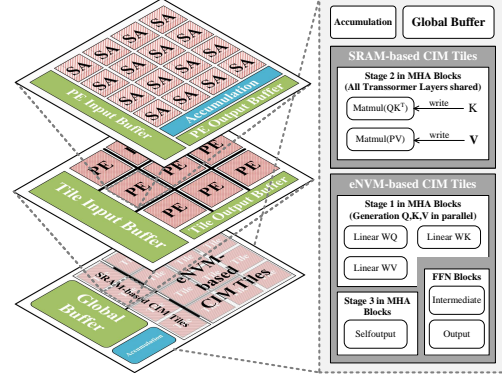 SA SA SA SA
SA SA SA SA
SA SA SA SA
SA SA SA SA
Accumulation
PE Input Buffer
PE Output Buffer
PE PE PE PE
PE PE PE PE
Tile Input Buffer
Tile Output Buffer
Tile
eNVM-based
CIM Tiles
SRAM-based CIM Tiles
Global
Buffer
Accumulation
Accumulation
Global Buffer
SRAM-based CIM Tiles
Stage 2 in MHA Blocks
(All Transsormer Layers shared)
Matmul(QKᵀ) write K
Matmul(PV) write V
eNVM-based CIM Tiles
Stage 1 in MHA Blocks
(Generation Q,K,V in parallel)
Linear WQ Linear WK
Linear WV
FFN Blocks
Intermediate
Output
Stage 3 in MHA
Blocks
Selfoutput